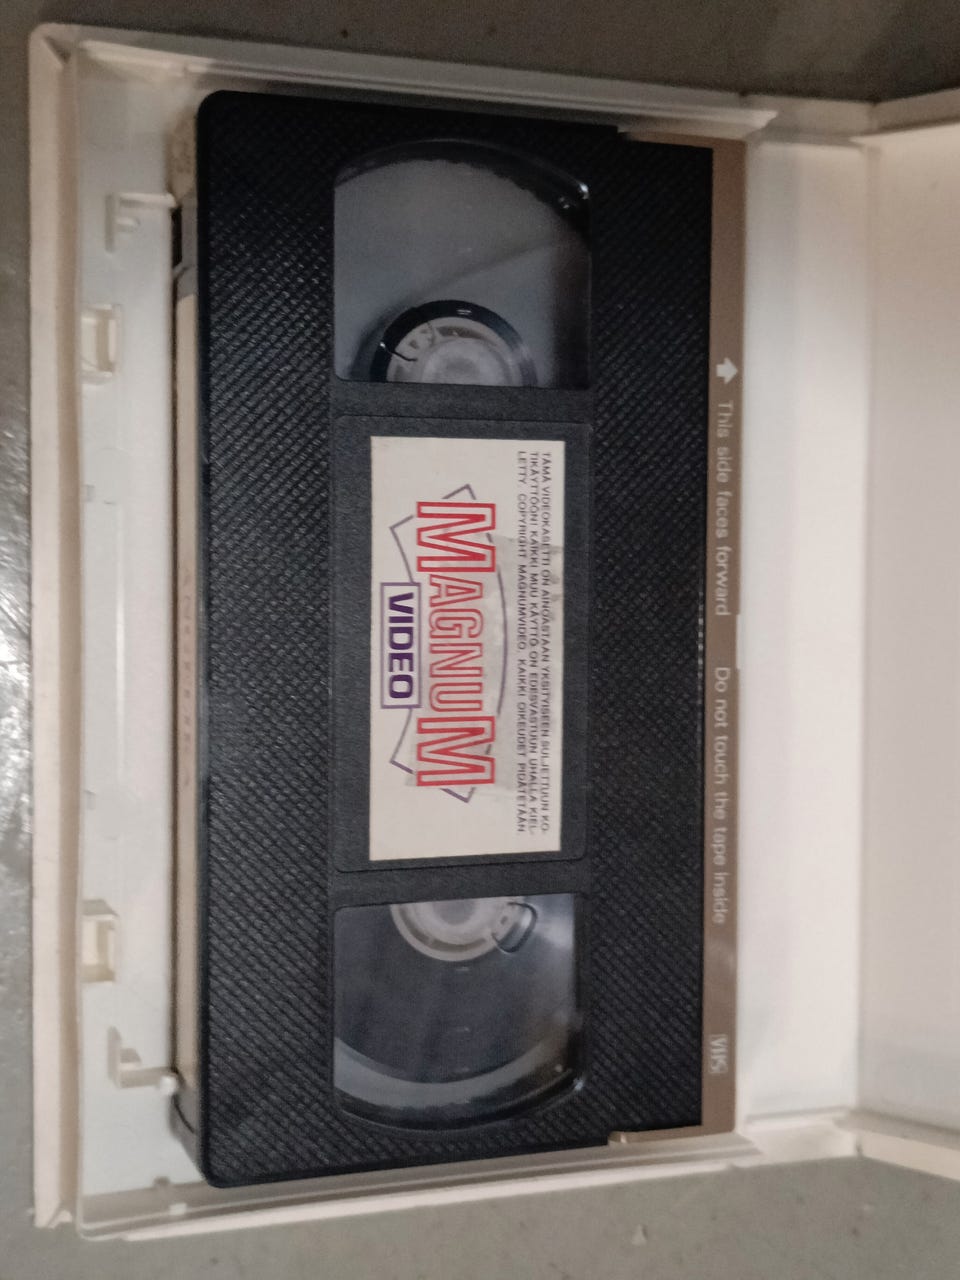 This side faces forward Do not touch the tape inside VHS
TÄMÄ VIDEOKASETTI ON AINOASTAAN YKSITYISEEN SULJETTUUN KO-
TIKÄYTTÖÖN! KAIKKI MUU KÄYTTÖ ON EDESVASTUUN UHALLA KIEL-
LETTY. COPYRIGHT MAGNUMVIDEO. KAIKKI OIKEUDET PIDÄTETÄÄN
MAGNUM
VIDEO